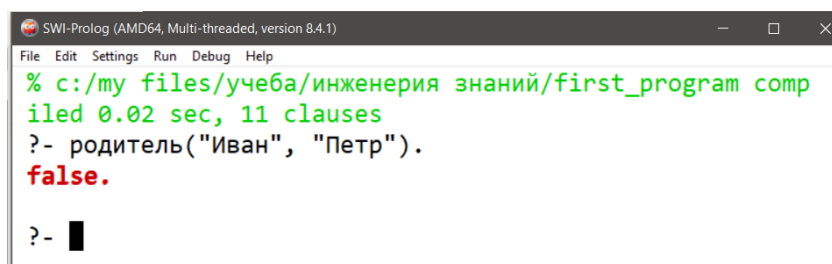 SWI-Prolog (AMD64, Multi-threaded, version 8.4.1)
File Edit Settings Run Debug Help
% c:/my files/учеба/инженерия знаний/first_program comp
iled 0.02 sec, 11 clauses
?- родитель("Иван", "Петр").
false.
?-